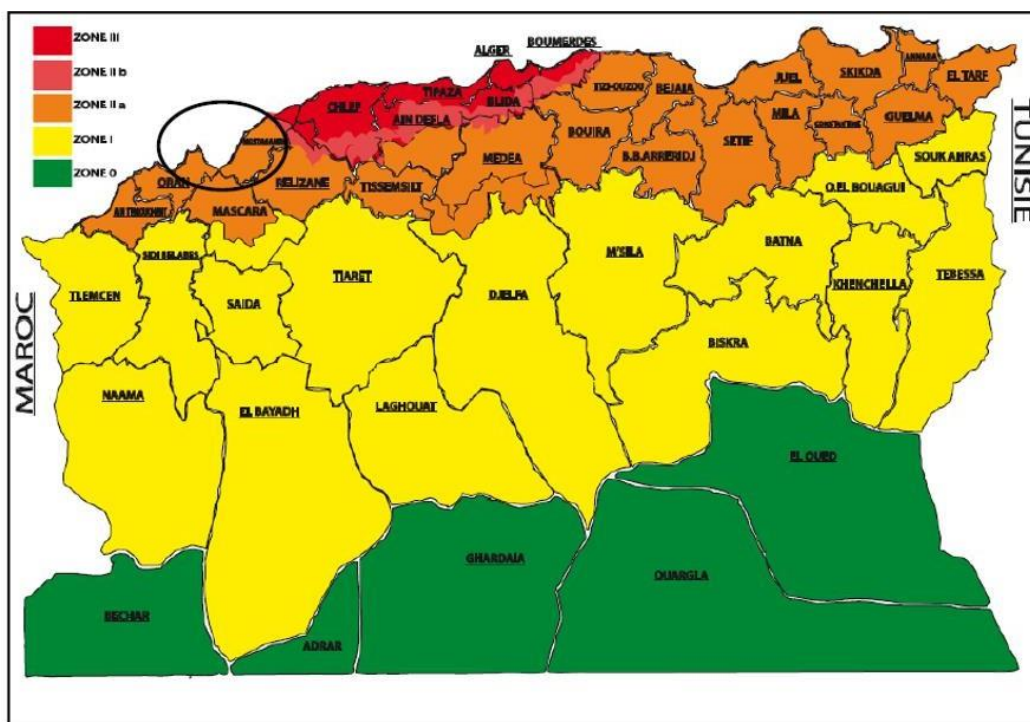 ZONE III
ZONE II b
ZONE II a
ZONE I
ZONE 0
ALGER
BOUMERDES
CHLEF
TIPAZA
BLIDA
AIN DEFLA
TIZI-OUZOU
BEJAIA
JIJEL
SKIKDA
ANNABA
EL TARF
MOSTAGANEM
ORAN
RELIZANE
TISSEMSILT
MEDEA
BOUIRA
B.B.ARRERIDJ
SETIF
MILA
CONSTANTINE
GUELMA
SOUK AHRAS
AIN TEMOUCHENT
MASCARA
O.EL BOUAGUI
SIDI BELABES
TLEMCEN
SAIDA
TIARET
DJELFA
M'SILA
BATNA
KHENCHELLA
TEBESSA
BISKRA
NAAMA
EL BAYADH
LAGHOUAT
EL OUED
BECHAR
ADRAR
GHARDAIA
OUARGLA
MAROC
TUNISIE